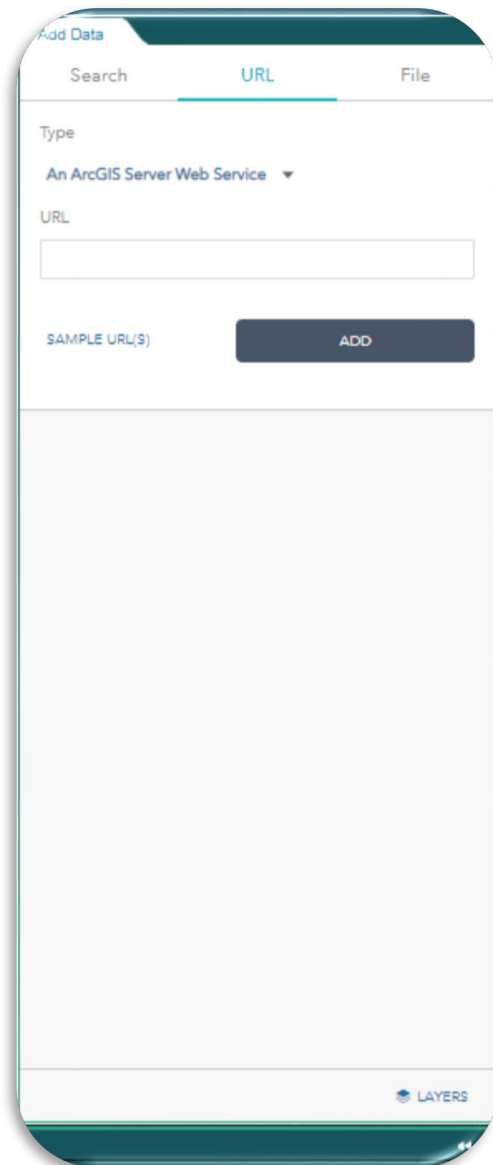 Add Data
Search URL File
Type
An ArcGIS Server Web Service
URL
SAMPLE URL(S) ADD
LAYERS